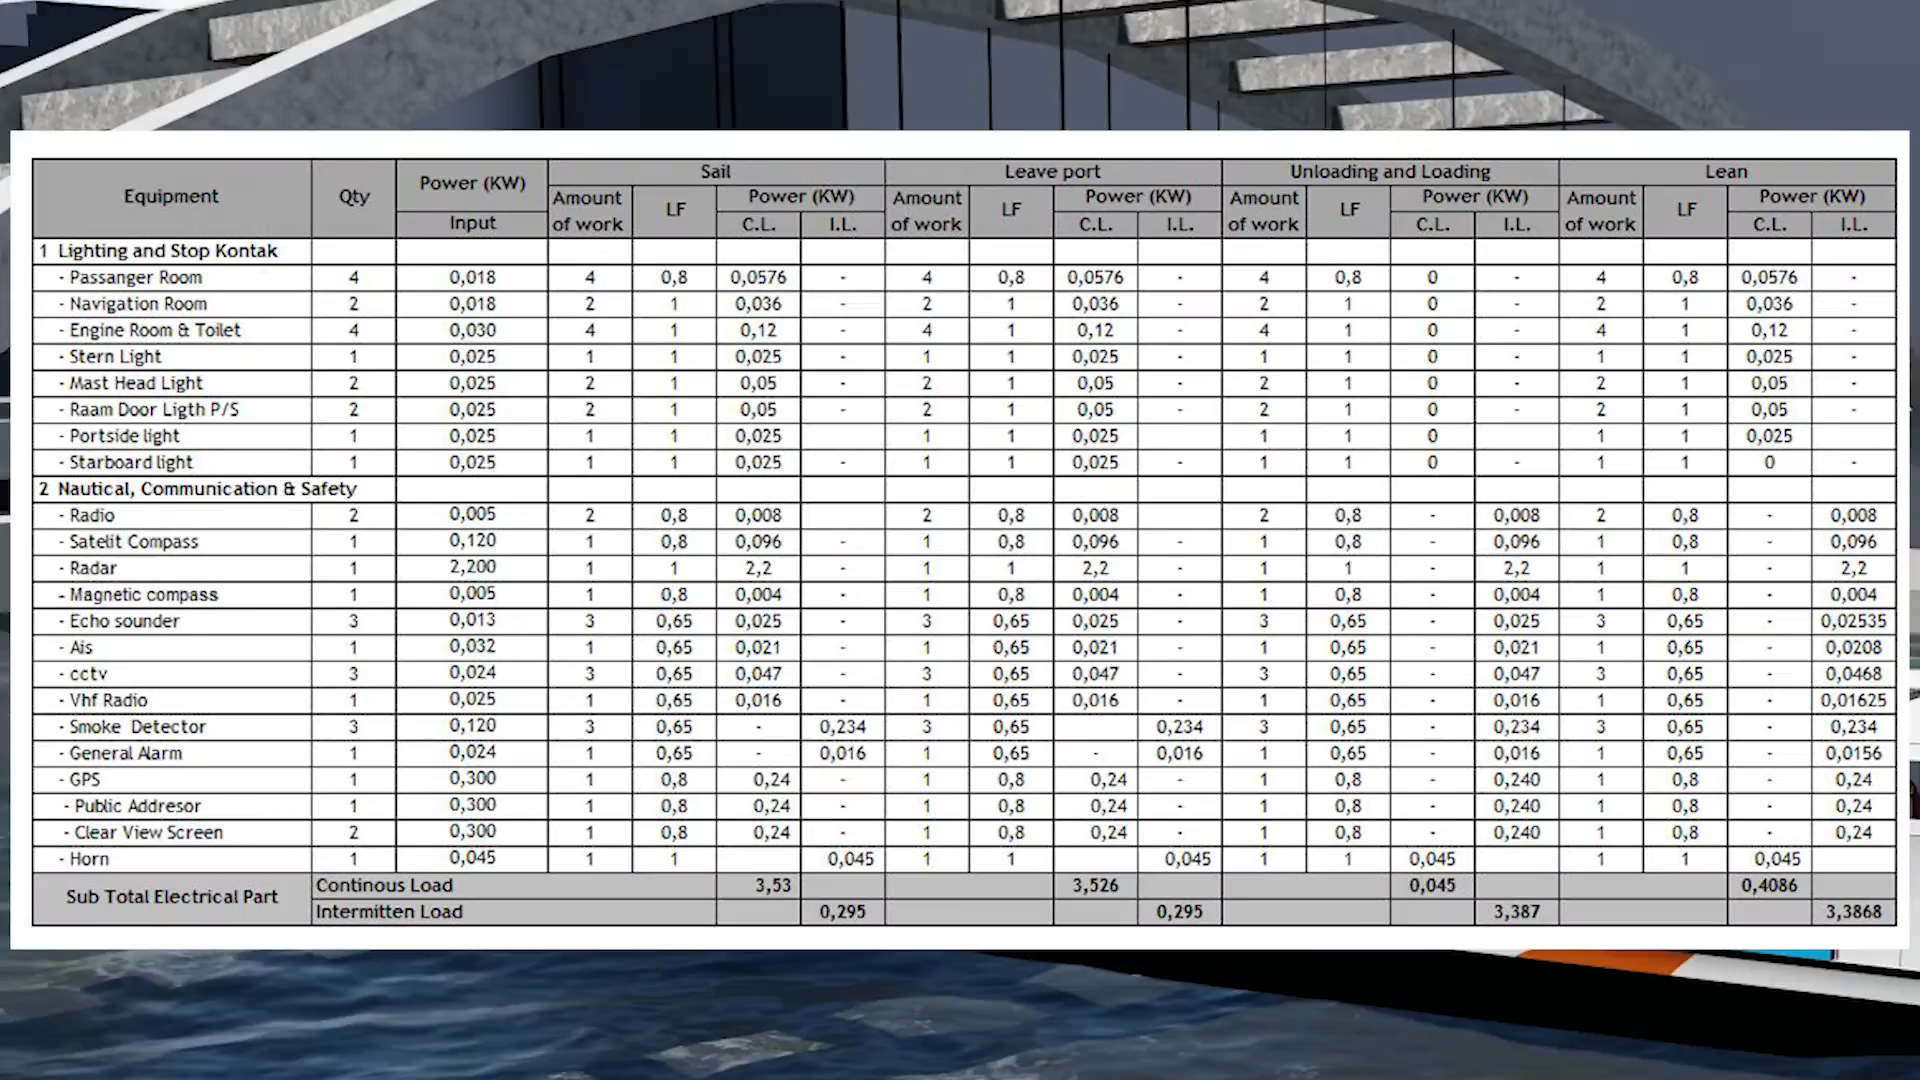 Equipment Qty Power (KW) Input Sail Leave port Unloading and Loading Lean
Amount of work LF Power (KW) C.L. I.L. Amount of work LF Power (KW) C.L. I.L. Amount of work LF Power (KW) C.L. I.L. Amount of work LF Power (KW) C.L. I.L.
1 Lighting and Stop Kontak
- Passanger Room 4 0,018 4 0,8 0,0576 - 4 0,8 0,0576 - 4 0,8 0 - 4 0,8 0,0576 -
- Navigation Room 2 0,018 2 1 0,036 - 2 1 0,036 - 2 1 0 - 2 1 0,036 -
- Engine Room & Toilet 4 0,030 4 1 0,12 - 4 1 0,12 - 4 1 0 - 4 1 0,12 -
- Stern Light 1 0,025 1 1 0,025 - 1 1 0,025 - 1 1 0 - 1 1 0,025 -
- Mast Head Light 2 0,025 2 1 0,05 - 2 1 0,05 - 2 1 0 - 2 1 0,05 -
- Raam Door Ligth P/S 2 0,025 2 1 0,05 - 2 1 0,05 - 2 1 0 - 2 1 0,05 -
- Portside light 1 0,025 1 1 0,025 1 1 0,025 1 1 0 1 1 0,025
- Starboard light 1 0,025 1 1 0,025 - 1 1 0,025 - 1 1 0 - 1 1 0 -
2 Nautical, Communication & Safety
- Radio 2 0,005 2 0,8 0,008 2 0,8 0,008 2 0,8 - 0,008 2 0,8 - 0,008
- Satelit Compass 1 0,120 1 0,8 0,096 - 1 0,8 0,096 - 1 0,8 - 0,096 1 0,8 - 0,096
- Radar 1 2,200 1 1 2,2 - 1 1 2,2 - 1 1 - 2,2 1 1 - 2,2
- Magnetic compass 1 0,005 1 0,8 0,004 - 1 0,8 0,004 - 1 0,8 - 0,004 1 0,8 - 0,004
- Echo sounder 3 0,013 3 0,65 0,025 - 3 0,65 0,025 - 3 0,65 - 0,025 3 0,65 - 0,02535
- Ais 1 0,032 1 0,65 0,021 - 1 0,65 0,021 - 1 0,65 - 0,021 1 0,65 - 0,0208
- cctv 3 0,024 3 0,65 0,047 - 3 0,65 0,047 - 3 0,65 - 0,047 3 0,65 - 0,0468
- Vhf Radio 1 0,025 1 0,65 0,016 - 1 0,65 0,016 - 1 0,65 - 0,016 1 0,65 - 0,01625
- Smoke Detector 3 0,120 3 0,65 - 0,234 3 0,65 0,234 3 0,65 - 0,234 3 0,65 - 0,234
- General Alarm 1 0,024 1 0,65 - 0,016 1 0,65 - 0,016 1 0,65 - 0,016 1 0,65 - 0,0156
- GPS 1 0,300 1 0,8 0,24 - 1 0,8 0,24 - 1 0,8 - 0,240 1 0,8 - 0,24
- Public Addresor 1 0,300 1 0,8 0,24 - 1 0,8 0,24 - 1 0,8 - 0,240 1 0,8 - 0,24
- Clear View Screen 2 0,300 1 0,8 0,24 - 1 0,8 0,24 - 1 0,8 - 0,240 1 0,8 - 0,24
- Horn 1 0,045 1 1 0,045 1 1 0,045 1 1 0,045 1 1 0,045
Sub Total Electrical Part
Continous Load 3,53 3,526 0,045 0,4086
Intermitten Load 0,295 0,295 3,387 3,3868